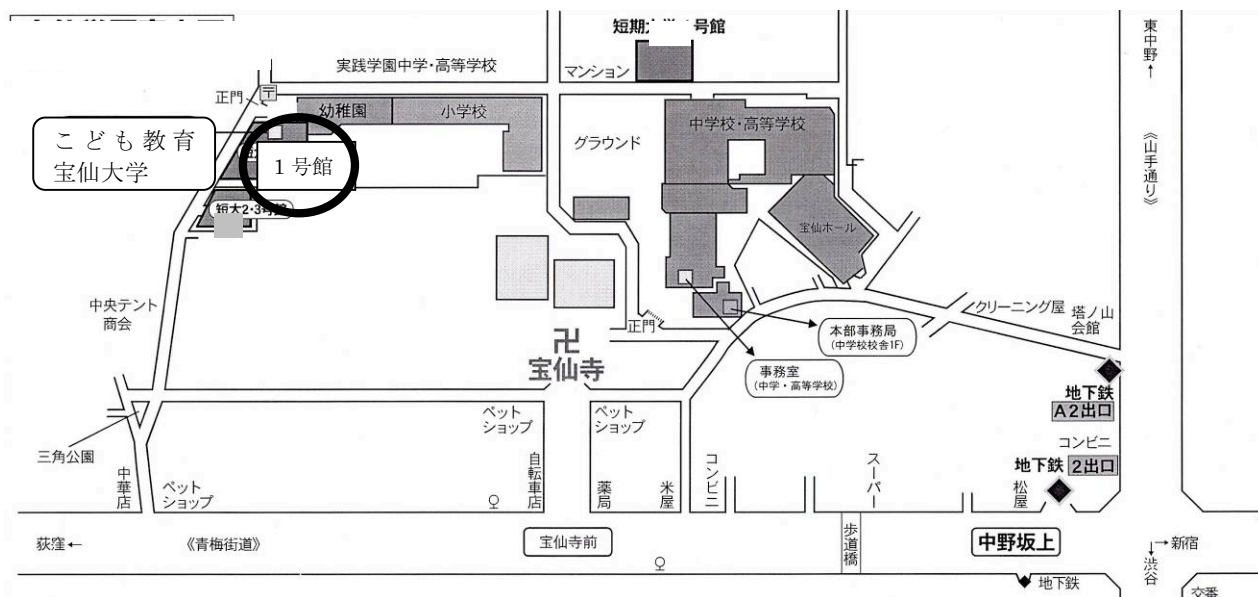 号館
実践学園中学・高等学校
マンション
正門
幼稚園
小学校
こども教育
宝仙大学
1号館
グラウンド
中学校・高等学校
宝仙ホール
東中野
↑
《山手通り》
中央テント
商会
正門
卍
宝仙寺
クリーニング屋
塔ノ山
会館
本部事務局
(中学校校舎1F)
事務室
(中学・高等学校)
地下鉄
A2出口
コンビニ
地下鉄 2出口
三角公園
中華店
ペット
ショップ
ペット
ショップ
自転車店
ペット
ショップ
薬局
米屋
コンビニ
スーパー
松屋
荻窪←
《青梅街道》
宝仙寺前
歩道橋
中野坂上
→新宿
↓
渋谷
地下鉄
交番